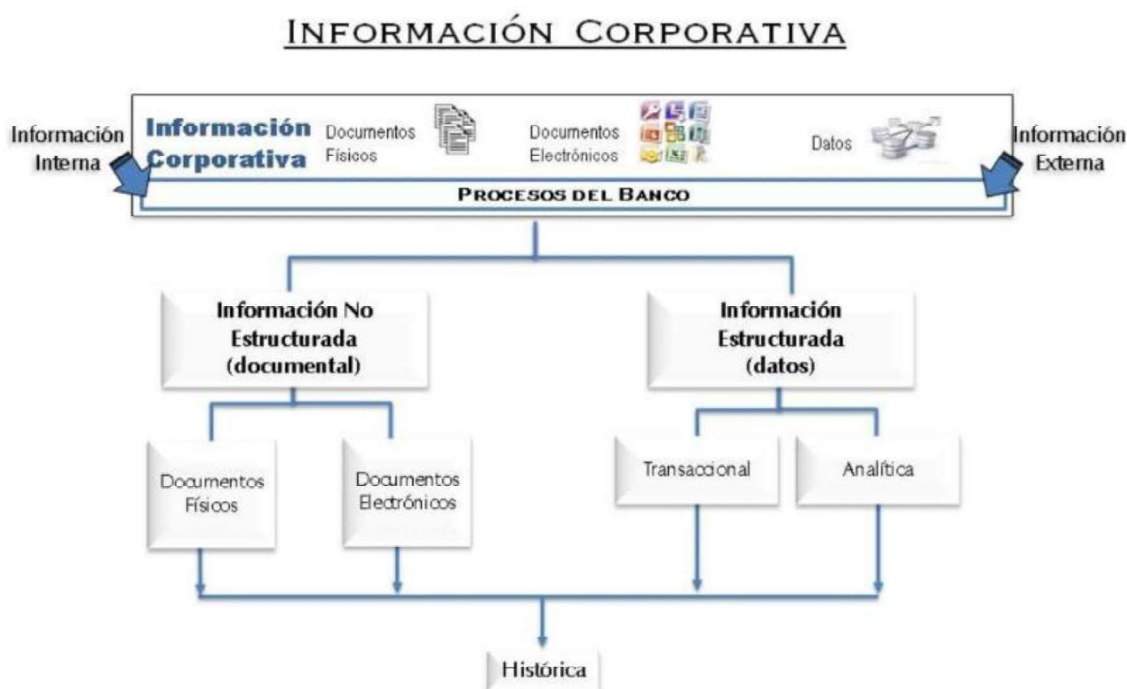 INFORMACIÓN CORPORATIVA
Información
Interna
Información
Corporativa
Documentos
Físicos
Documentos
Electrónicos
Datos
Información
Externa
PROCESOS DEL BANCO
Información No
Estructurada
(documental)
Información
Estructurada
(datos)
Documentos
Físicos
Documentos
Electrónicos
Transaccional
Analítica
Histórica